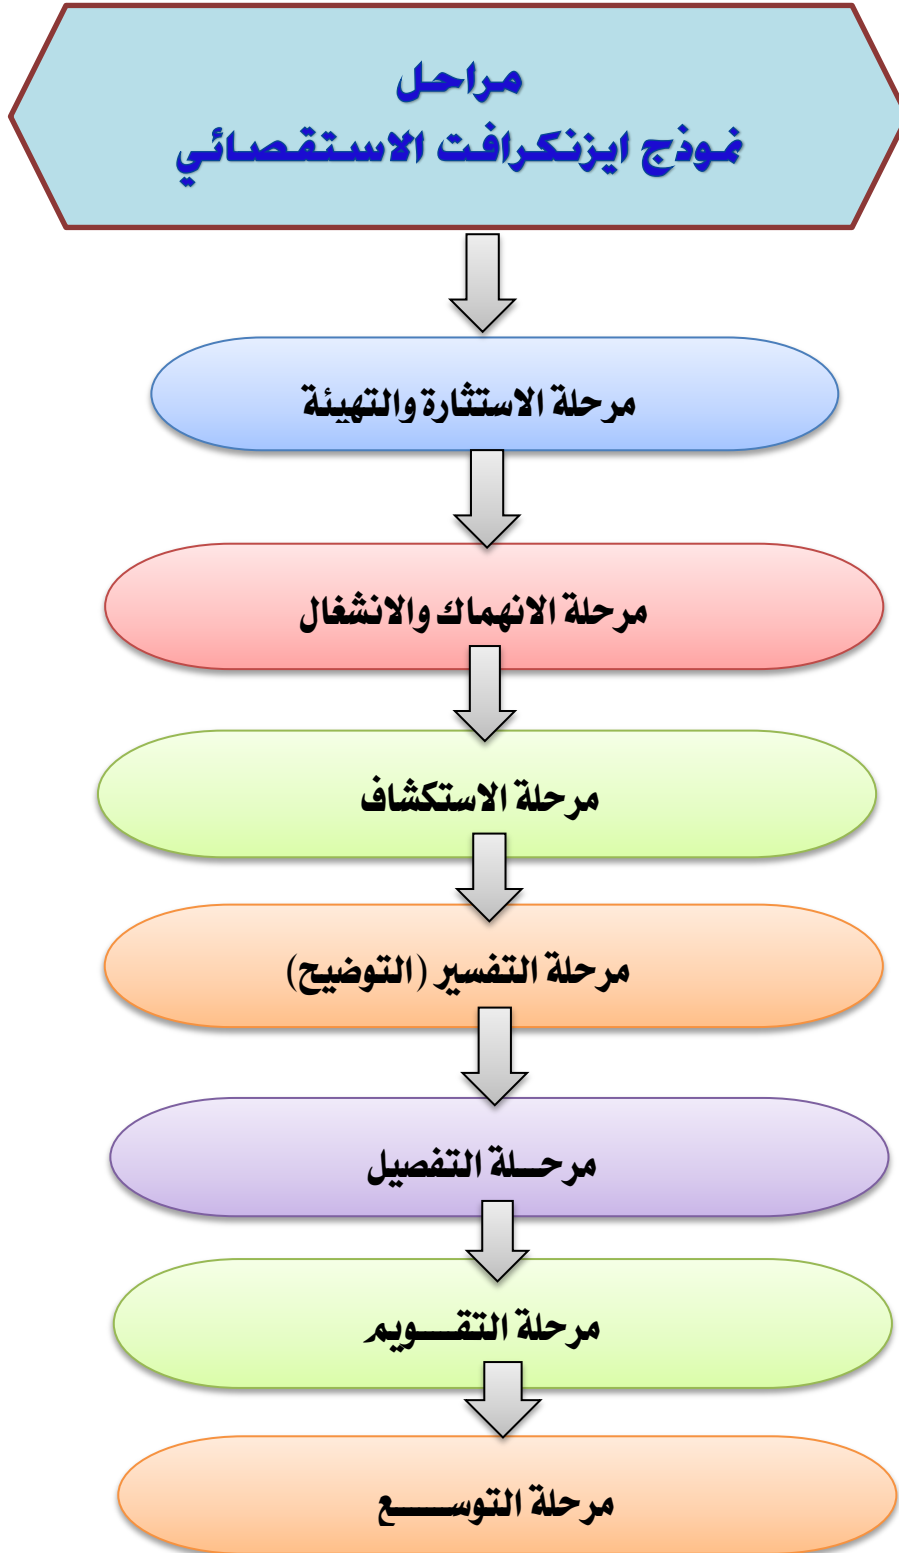 مراحل
نموذج ايزنكرافت الاستقصائي
مرحلة الاستثارة والتهيئة
مرحلة الانهماك والانشغال
مرحلة الاستكشاف
مرحلة التفسير (التوضيح)
مرحـــلة التفصيل
مرحلة التقـــــويم
مرحلة التوســـــع